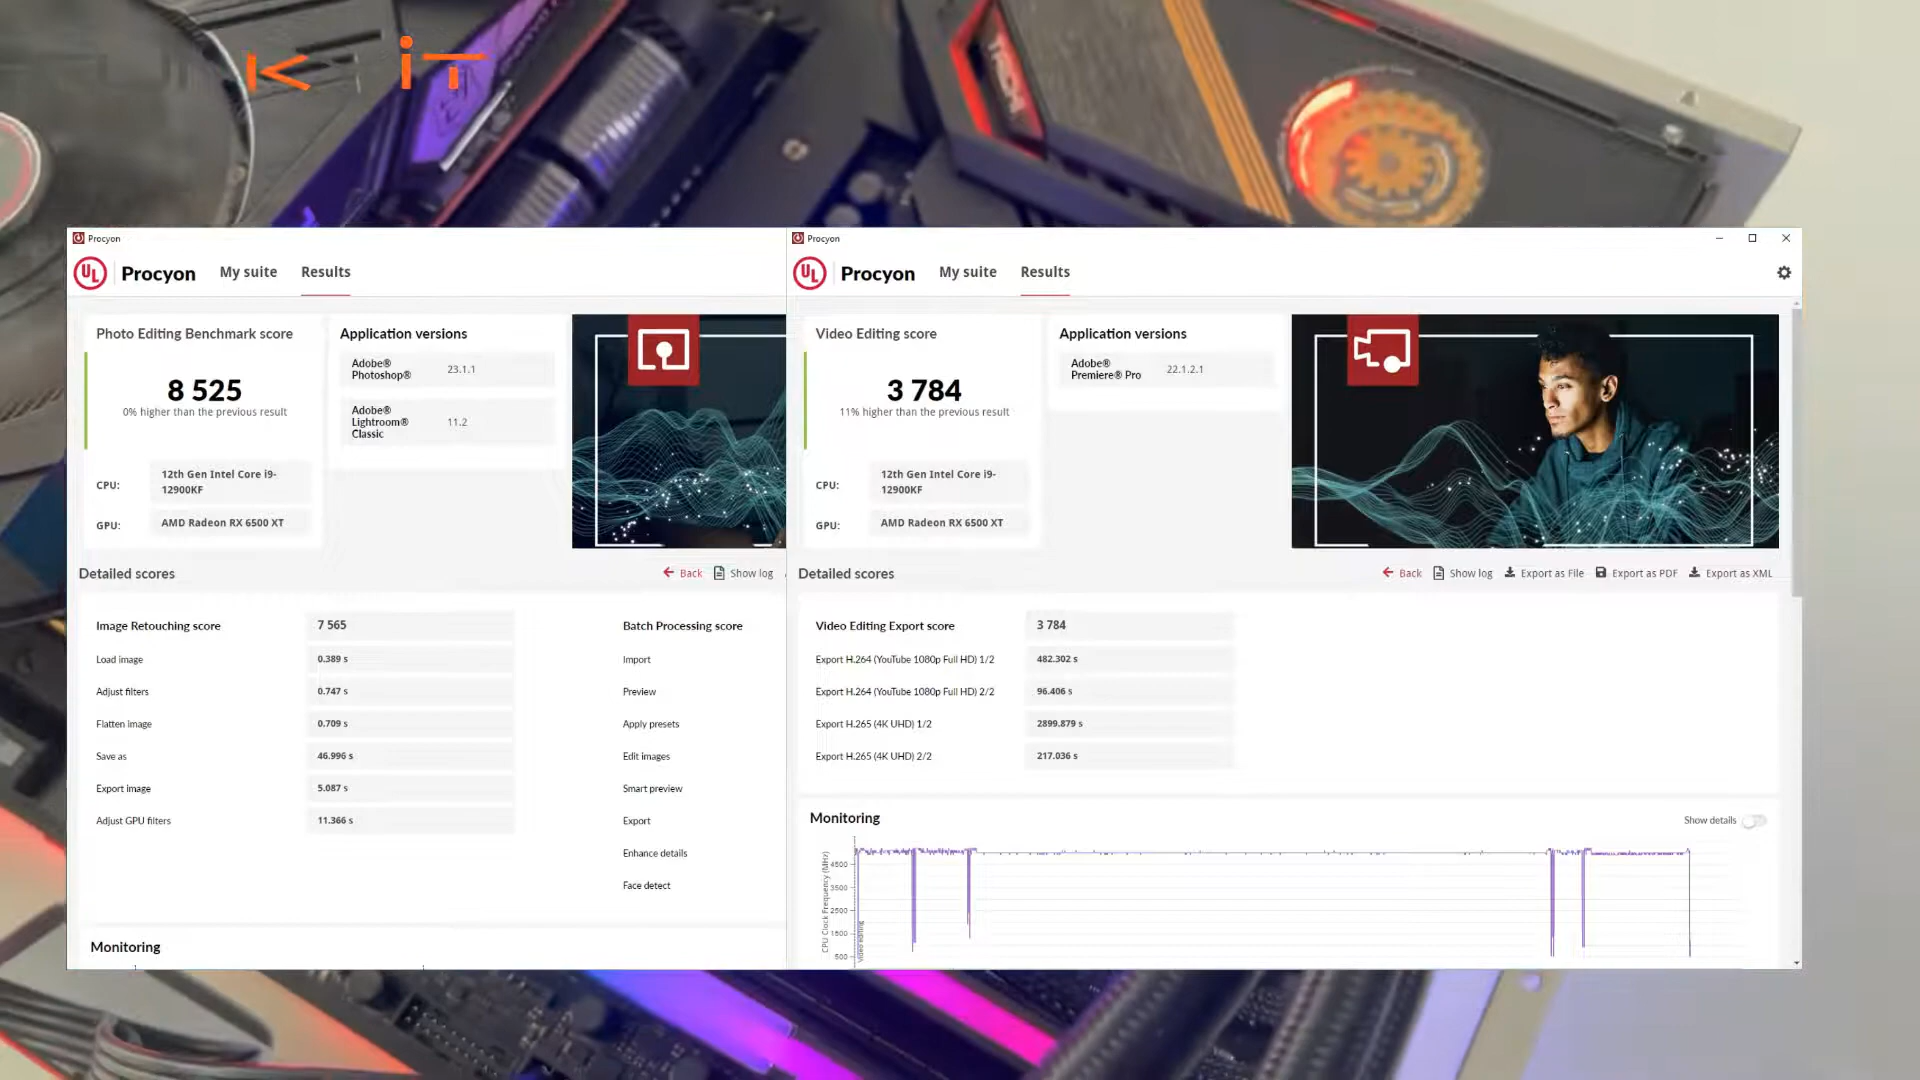 K iT
TAICHI
Procyon
UL Procyon My suite Results
Photo Editing Benchmark score
8 525
0% higher than the previous result
CPU: 12th Gen Intel Core i9-
12900KF
GPU: AMD Radeon RX 6500 XT
Application versions
Adobe®
Photoshop® 23.1.1
Adobe®
Lightroom®
Classic 11.2
Detailed scores
Back Show log
Image Retouching score 7 565
Load image 0.389 s
Adjust filters 0.747 s
Flatten image 0.709 s
Save as 46.996 s
Export image 5.087 s
Adjust GPU filters 11.366 s
Batch Processing score
Import
Preview
Apply presets
Edit images
Smart preview
Export
Enhance details
Face detect
Monitoring
Procyon
UL Procyon My suite Results
Video Editing score
3 784
11% higher than the previous result
CPU: 12th Gen Intel Core i9-
12900KF
GPU: AMD Radeon RX 6500 XT
Application versions
Adobe®
Premiere® Pro 22.1.2.1
Detailed scores
Back Show log Export as File Export as PDF Export as XML
Video Editing Export score 3 784
Export H.264 (YouTube 1080p Full HD) 1/2 482.302 s
Export H.264 (YouTube 1080p Full HD) 2/2 96.406 s
Export H.265 (4K UHD) 1/2 2899.879 s
Export H.265 (4K UHD) 2/2 217.036 s
Monitoring
Show details
CPU Clock Frequency (MHz)
4500
3500
2500
1500
500
Video Editing